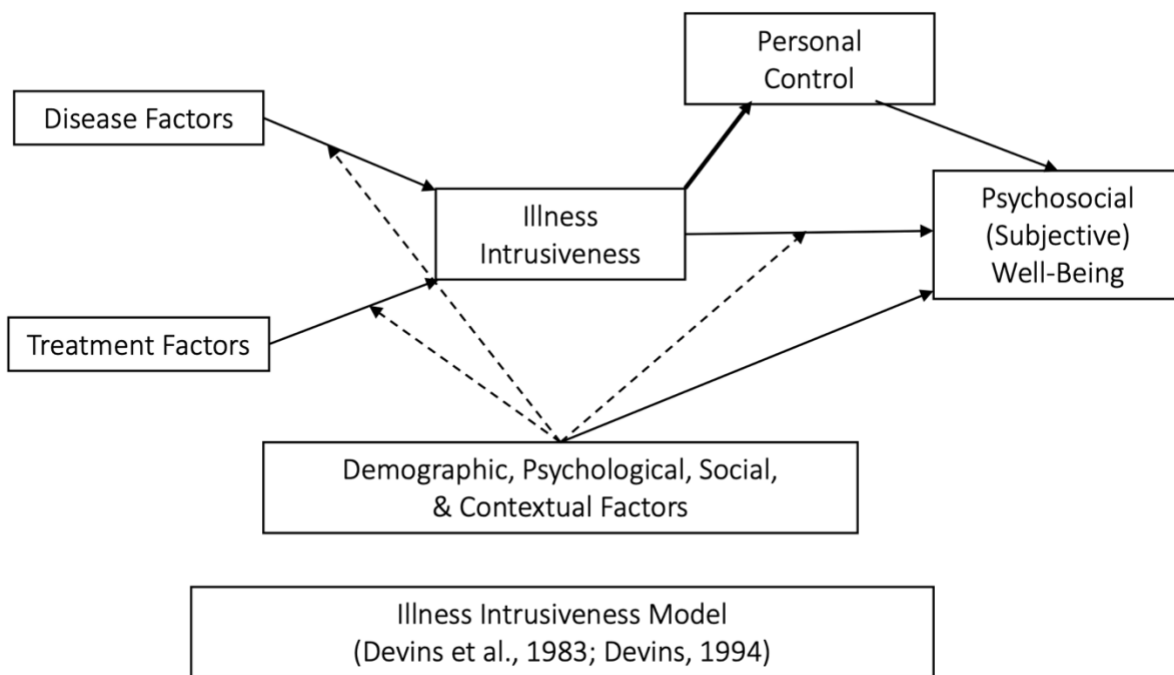 Personal
Control
Disease Factors
Illness
Intrusiveness
Psychosocial
(Subjective)
Well-Being
Treatment Factors
Demographic, Psychological, Social,
& Contextual Factors
Illness Intrusiveness Model
(Devins et al., 1983; Devins, 1994)